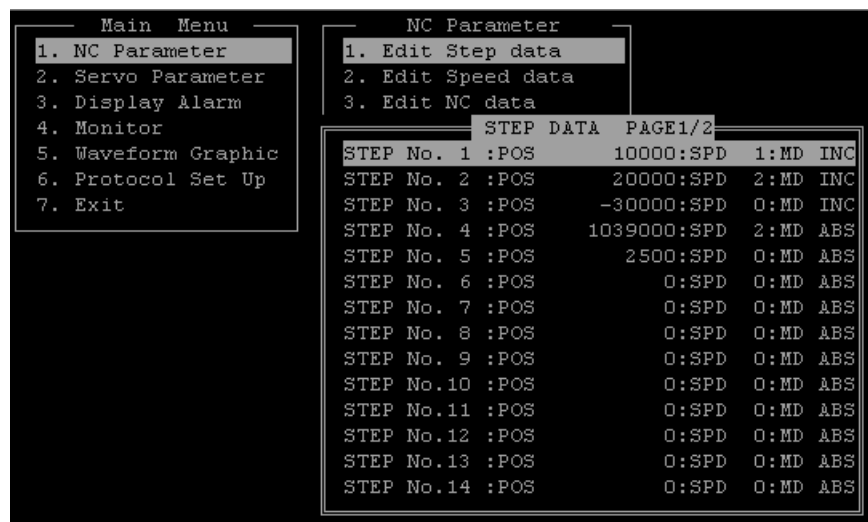 Main Menu
1. NC Parameter
2. Servo Parameter
3. Display Alarm
4. Monitor
5. Waveform Graphic
6. Protocol Set Up
7. Exit
NC Parameter
1. Edit Step data
2. Edit Speed data
3. Edit NC data
STEP DATA PAGE1/2
STEP No. 1 :POS 10000:SPD 1:MD INC
STEP No. 2 :POS 20000:SPD 2:MD INC
STEP No. 3 :POS -30000:SPD 0:MD INC
STEP No. 4 :POS 1039000:SPD 2:MD ABS
STEP No. 5 :POS 2500:SPD 0:MD ABS
STEP No. 6 :POS 0:SPD 0:MD ABS
STEP No. 7 :POS 0:SPD 0:MD ABS
STEP No. 8 :POS 0:SPD 0:MD ABS
STEP No. 9 :POS 0:SPD 0:MD ABS
STEP No.10 :POS 0:SPD 0:MD ABS
STEP No.11 :POS 0:SPD 0:MD ABS
STEP No.12 :POS 0:SPD 0:MD ABS
STEP No.13 :POS 0:SPD 0:MD ABS
STEP No.14 :POS 0:SPD 0:MD ABS